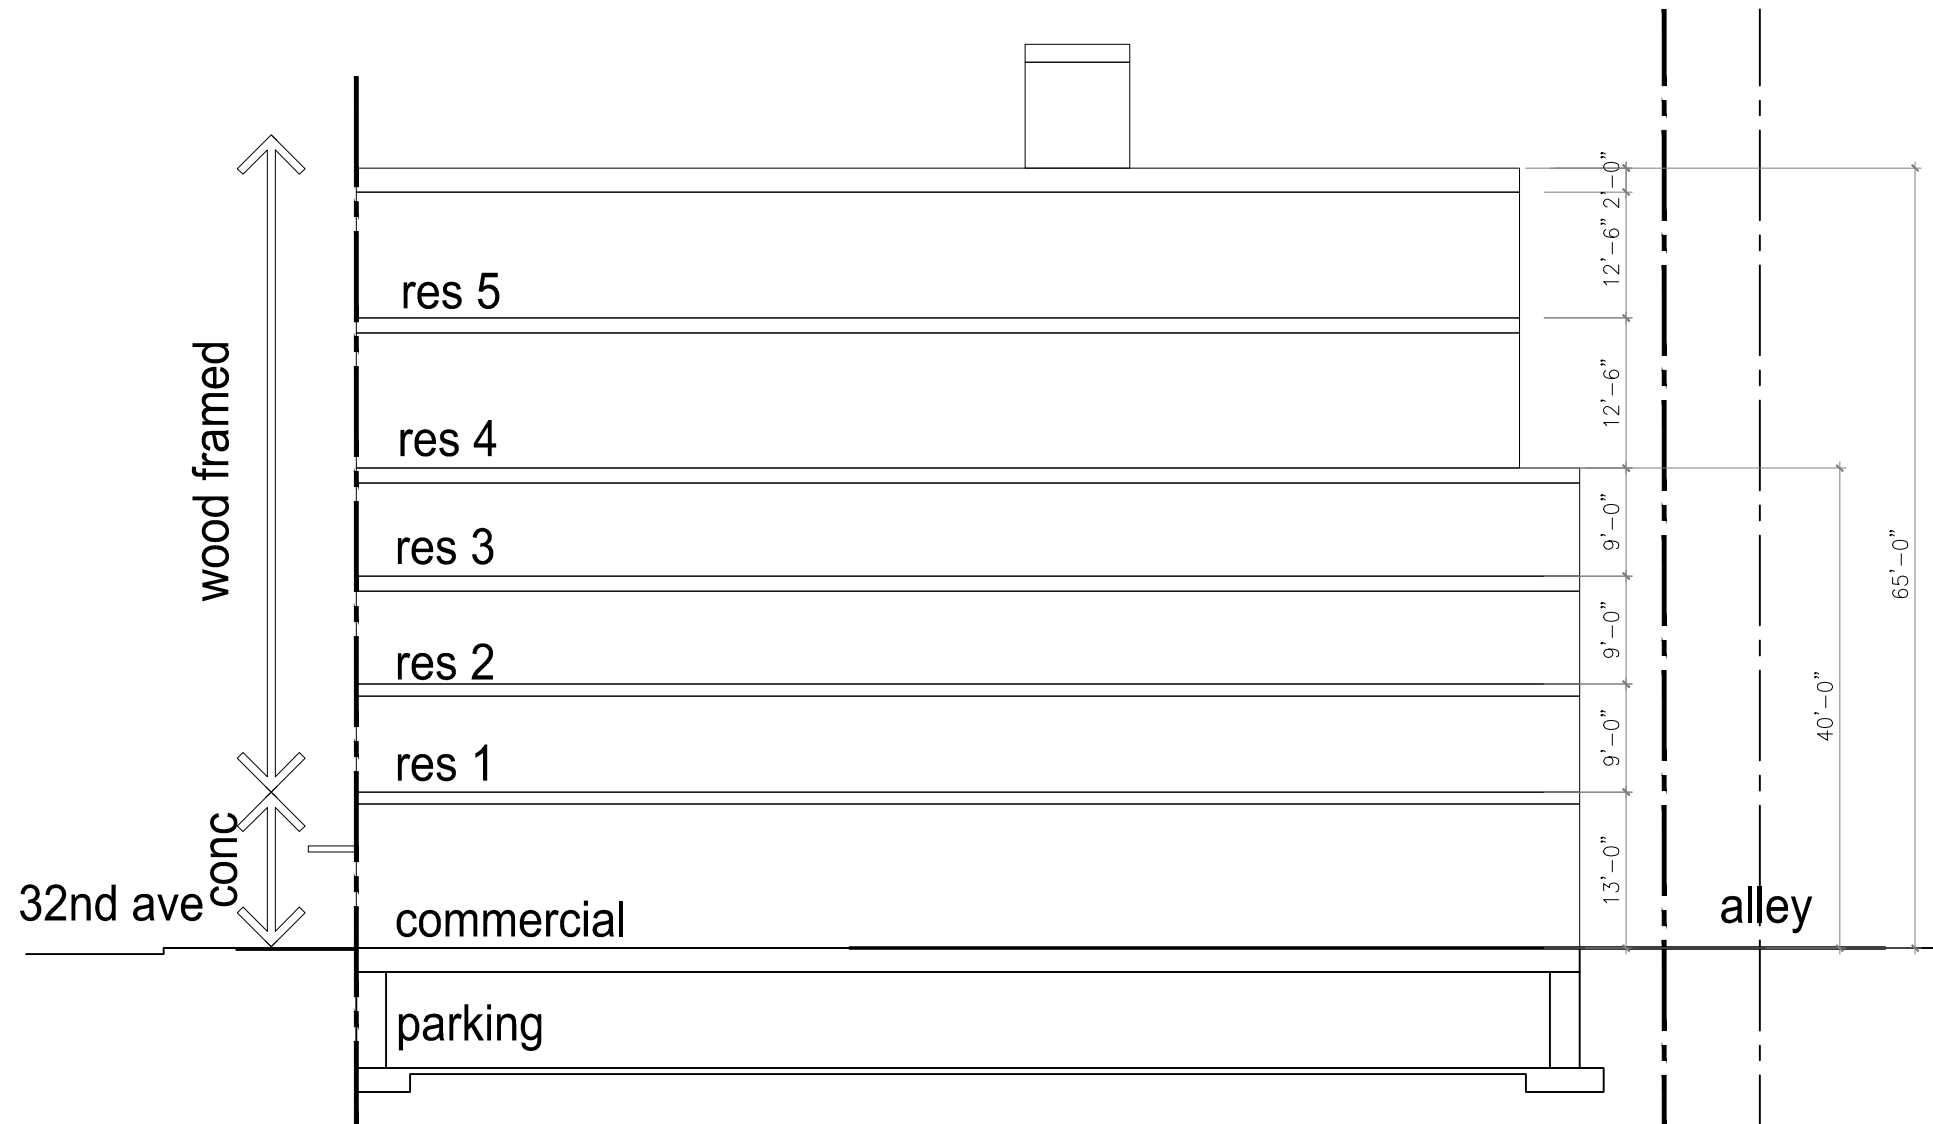 2'-0"
12'-6"
res 5
12'-6"
res 4
wood framed
9'-0"
res 3
65'-0"
9'-0"
res 2
40'-0"
9'-0"
res 1
conc
13'-0"
32nd ave
commercial
alley
parking